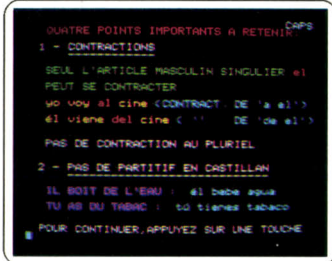 CAPS
QUATRE POINTS IMPORTANTS A RETENIR:
1 - CONTRACTIONS
SEUL L'ARTICLE MASCULIN SINGULIER el
PEUT SE CONTRACTER
yo voy al cine (CONTRACT. DE 'a el')
él viene del cine ( '' DE 'de el')
PAS DE CONTRACTION AU PLURIEL
2 - PAS DE PARTITIF EN CASTILLAN
IL BOIT DE L'EAU : él bebe agua
TU AS DU TABAC : tú tienes tabaco
POUR CONTINUER,APPUYEZ SUR UNE TOUCHE